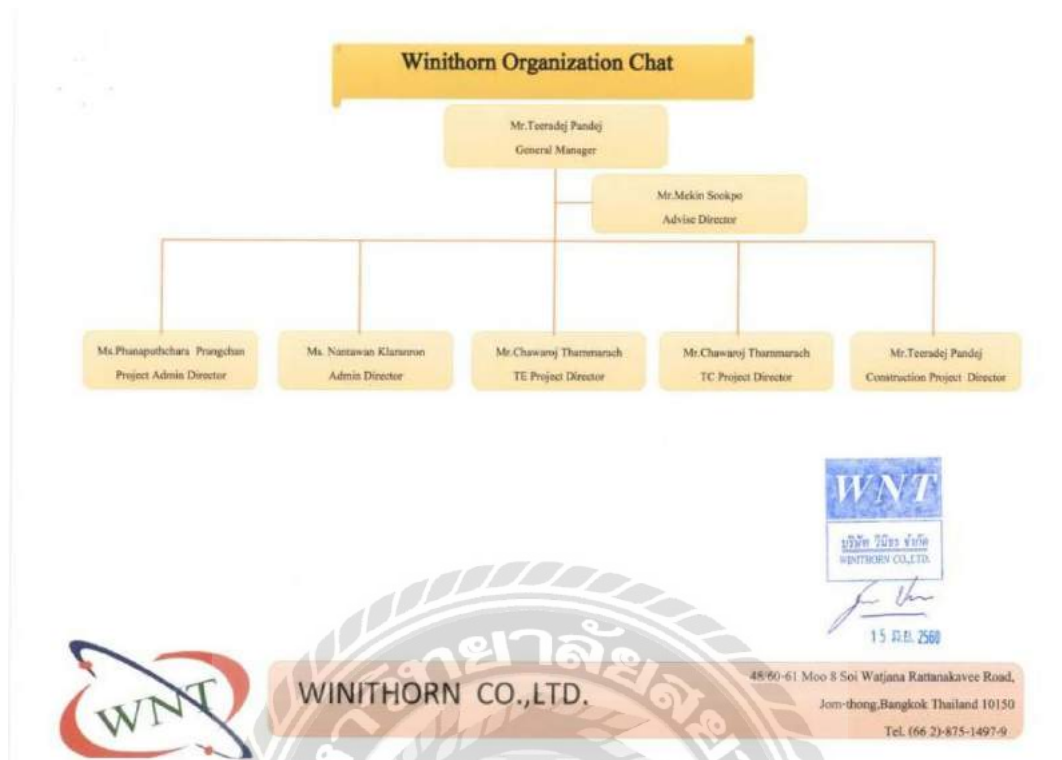 Winithorn Organization Chat
Mr.Teeradej Pandej
General Manager
Mr.Mekin Sookpo
Advise Director
Ms.Phanaputhchara Prangchan
Project Admin Director
Ms. Nantawan Klaranron
Admin Director
Mr.Chawaroj Thammarach
TE Project Director
Mr.Chawaroj Thammarach
TC Project Director
Mr.Teeradej Pandej
Construction Project Director
WNT
บริษัท วินิธร จำกัด
WINITHORN CO.,LTD.
15 มิ.ย. 2560
WNT
WINITHORN CO.,LTD.
48/60-61 Moo 8 Soi Watjana Rattanakavee Road,
Jom-thong,Bangkok Thailand 10150
Tel. (66 2)-875-1497-9